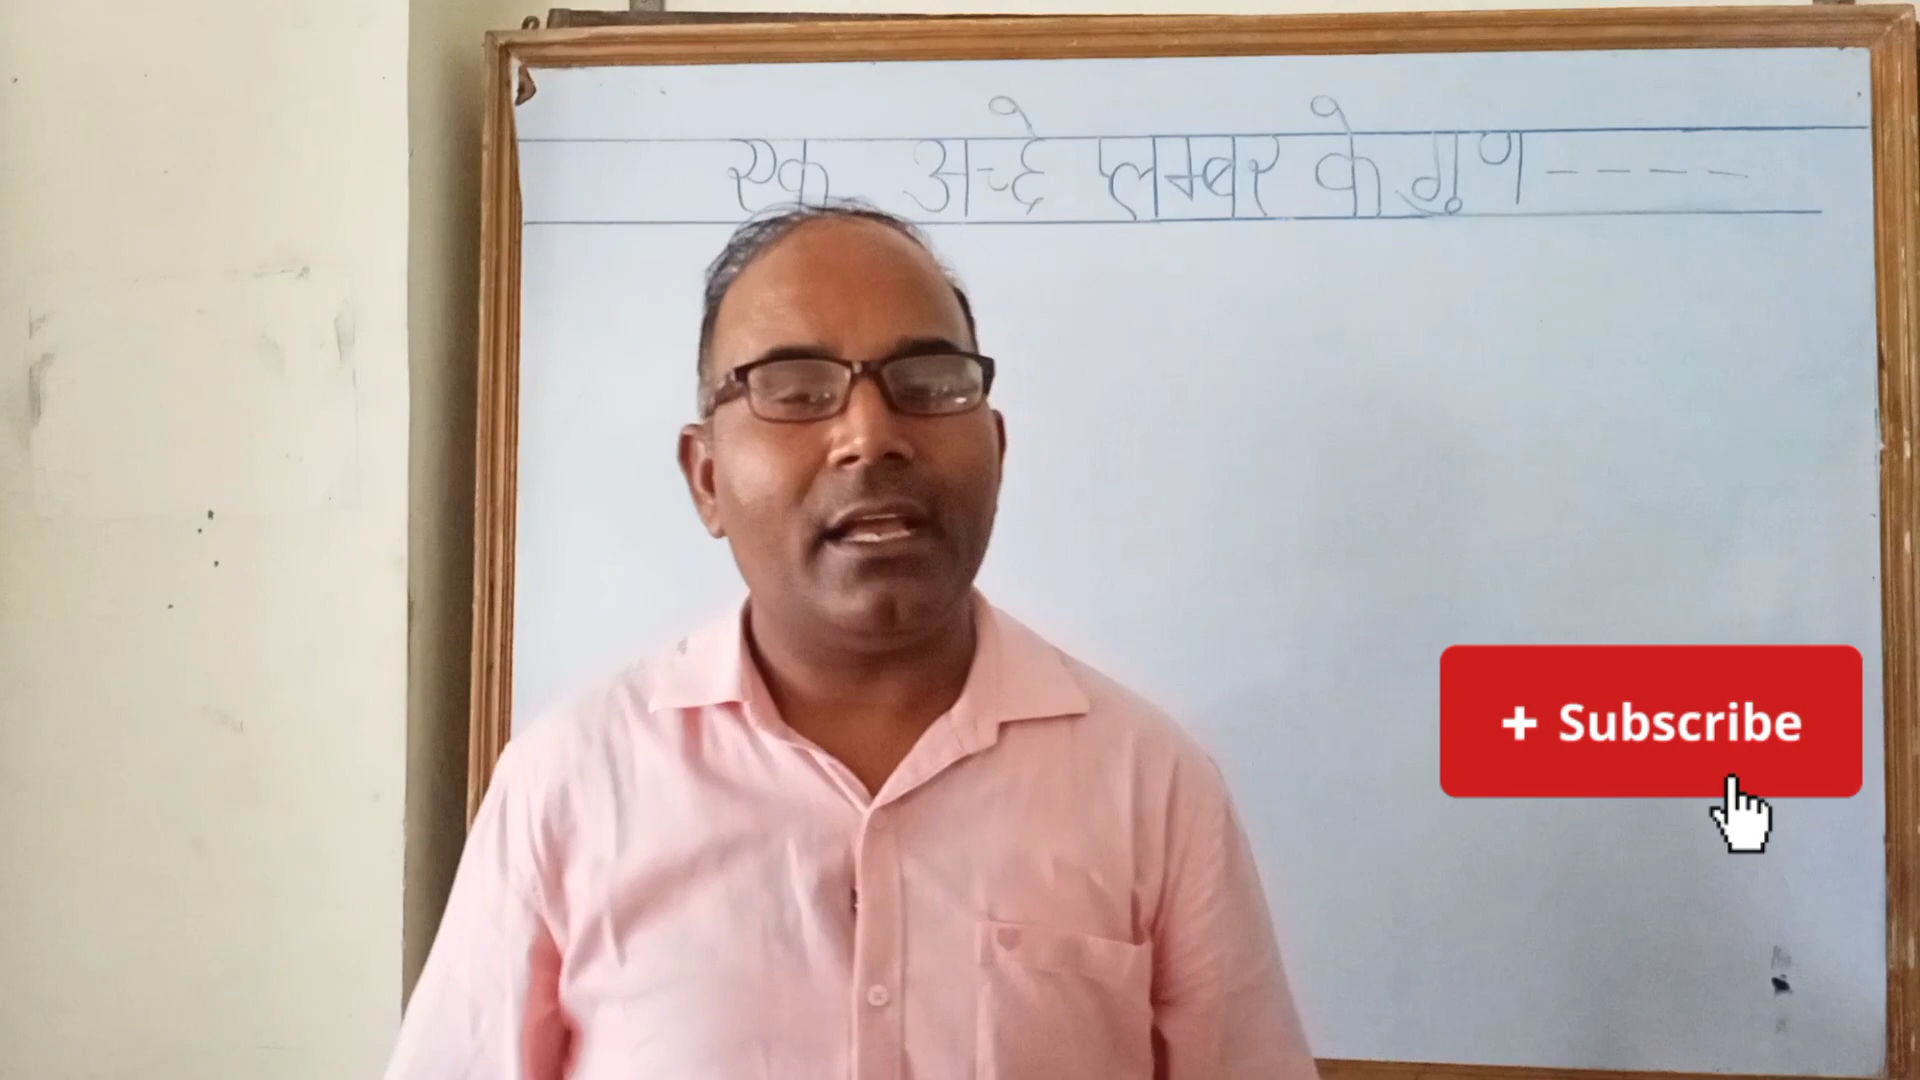 एक अच्छे प्लम्बर के गुण -----
+ Subscribe